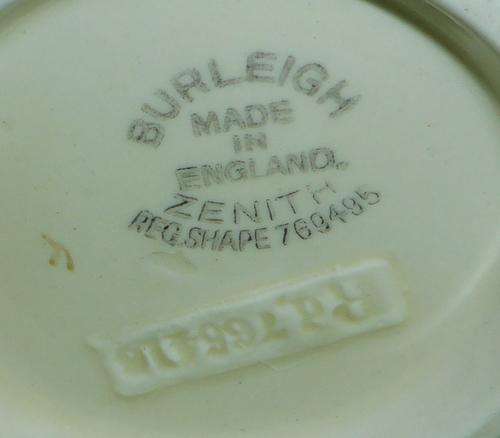 BURLEIGH
MADE
IN
ENGLAND.
ZENITH
REG.SHAPE 769495